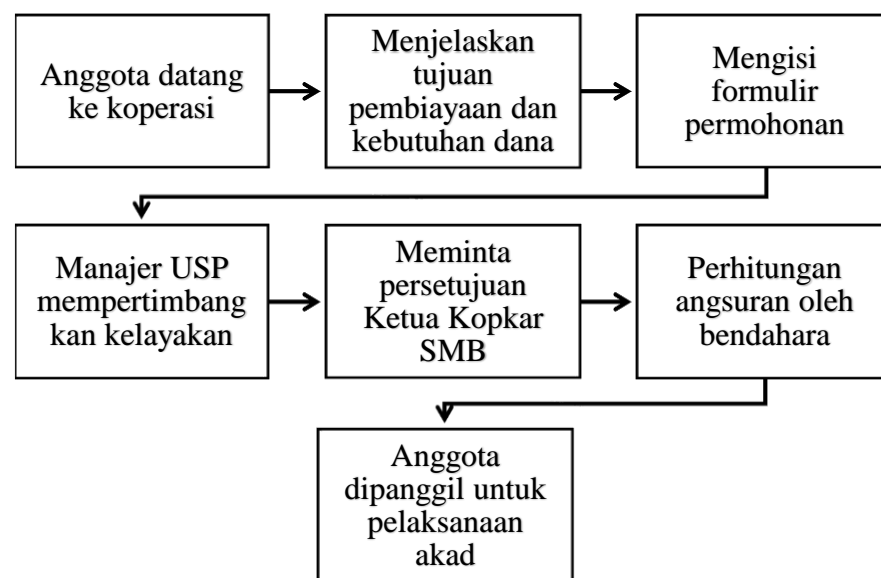 Anggota datang
ke koperasi
Menjelaskan
tujuan
pembiayaan dan
kebutuhan dana
Mengisi
formulir
permohonan
Manajer USP
mempertimbang
kan kelayakan
Meminta
persetujuan
Ketua Kopkar
SMB
Perhitungan
angsuran oleh
bendahara
Anggota
dipanggil untuk
pelaksanaan
akad